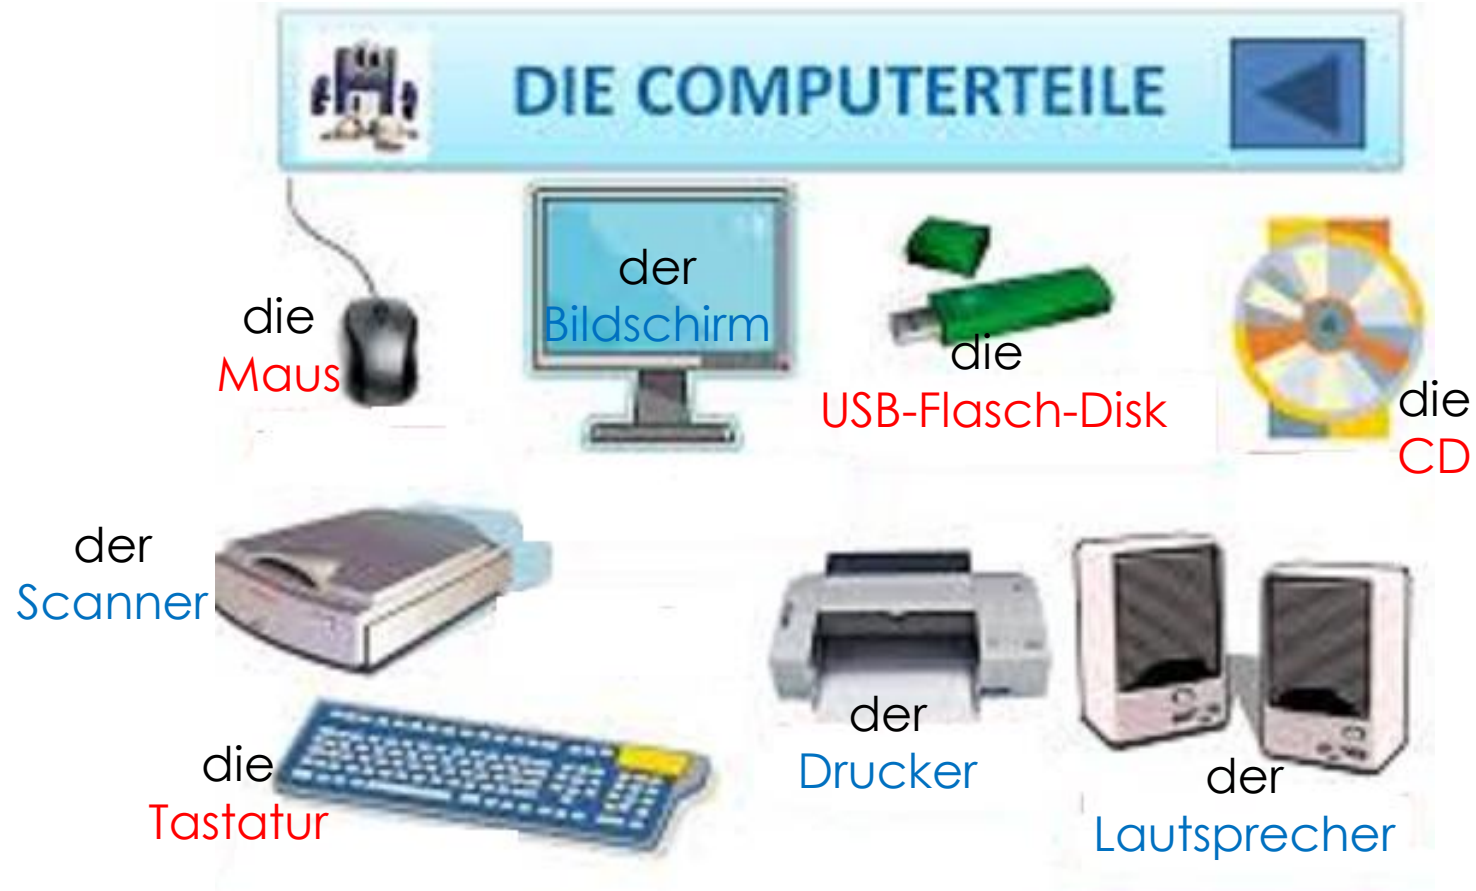 DIE COMPUTERTEILE
die
Maus
der
Bildschirm
die
USB-Flasch-Disk
die
CD
der
Scanner
der
Drucker
der
Lautsprecher
die
Tastatur